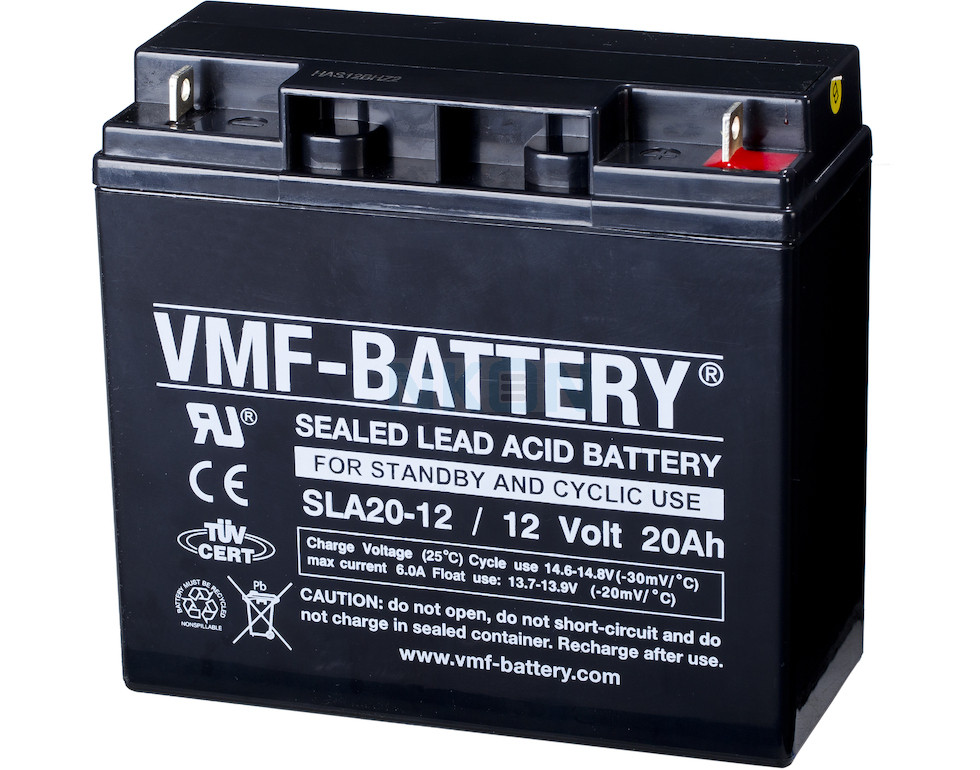 HAS12BHZ2
VMF-BATTERY®
SEALED LEAD ACID BATTERY
FOR STANDBY AND CYCLIC USE
SLA20-12 / 12 Volt 20Ah
Charge Voltage (25°C) Cycle use 14.6-14.8V(-30mV/°C)
max current 6.0A Float use: 13.7-13.9V (-20mV/°C)
CAUTION: do not open, do not short-circuit and do
not charge in sealed container. Recharge after use.
www.vmf-battery.com
RU®
CE
TÜV
CERT
BATTERY MUST BE RECYCLED
NONSPILLABLE
Pb